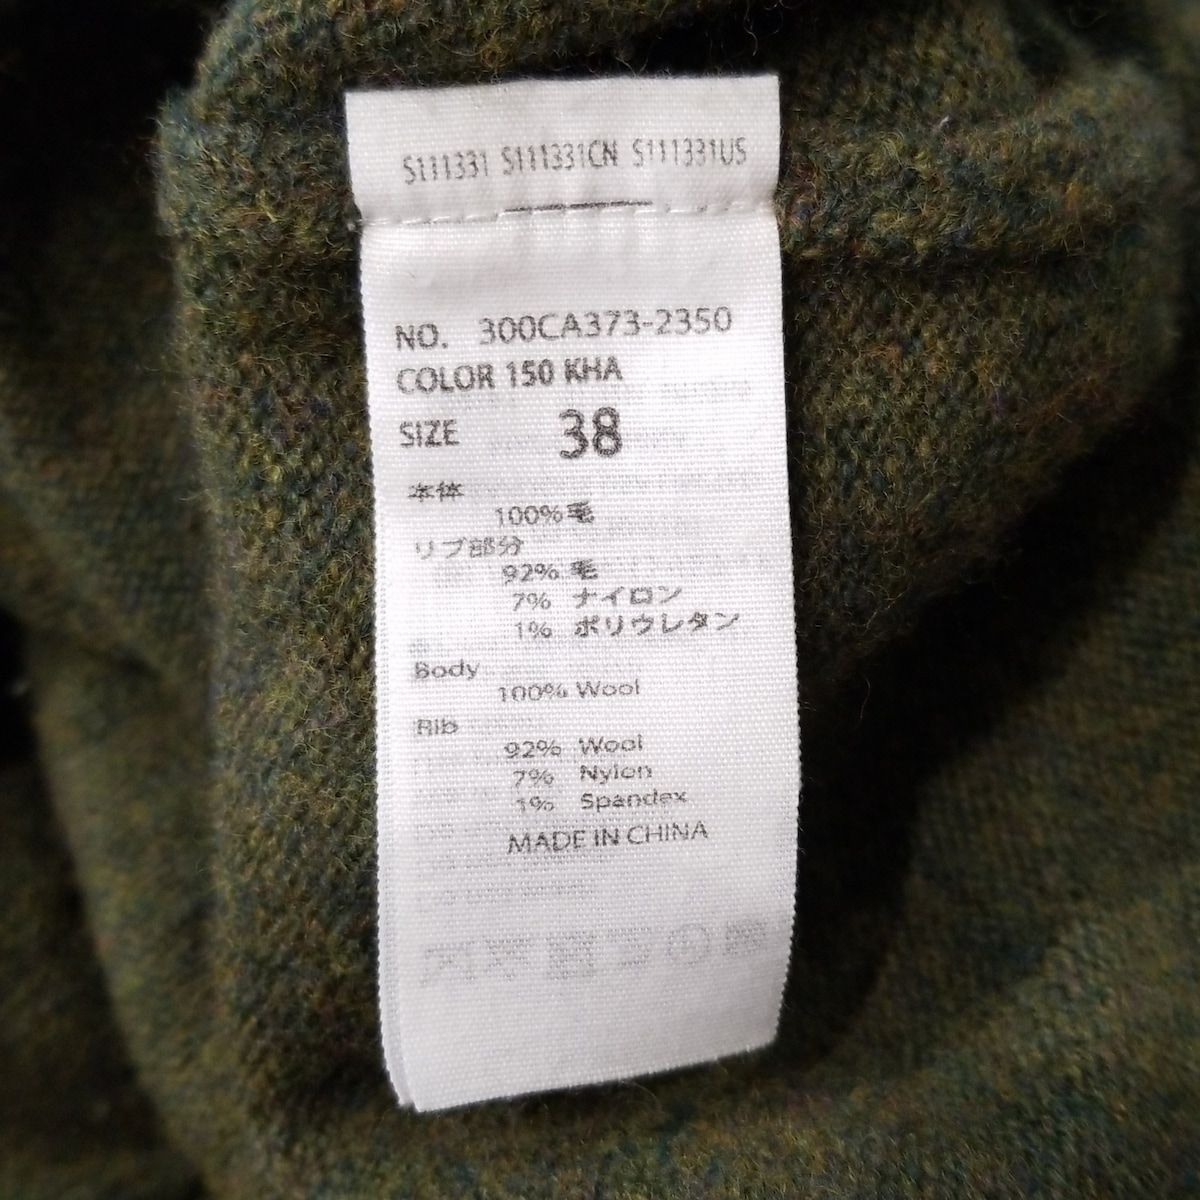 S111331 S111331CN S111331US
NO. 300CA373-2350
COLOR 150 KHA
SIZE 38
本体
100% 毛
リブ部分
92% 毛
7% ナイロン
1% ポリウレタン
Body
100% Wool
Rib
92% Wool
7% Nylon
1% Spandex
MADE IN CHINA